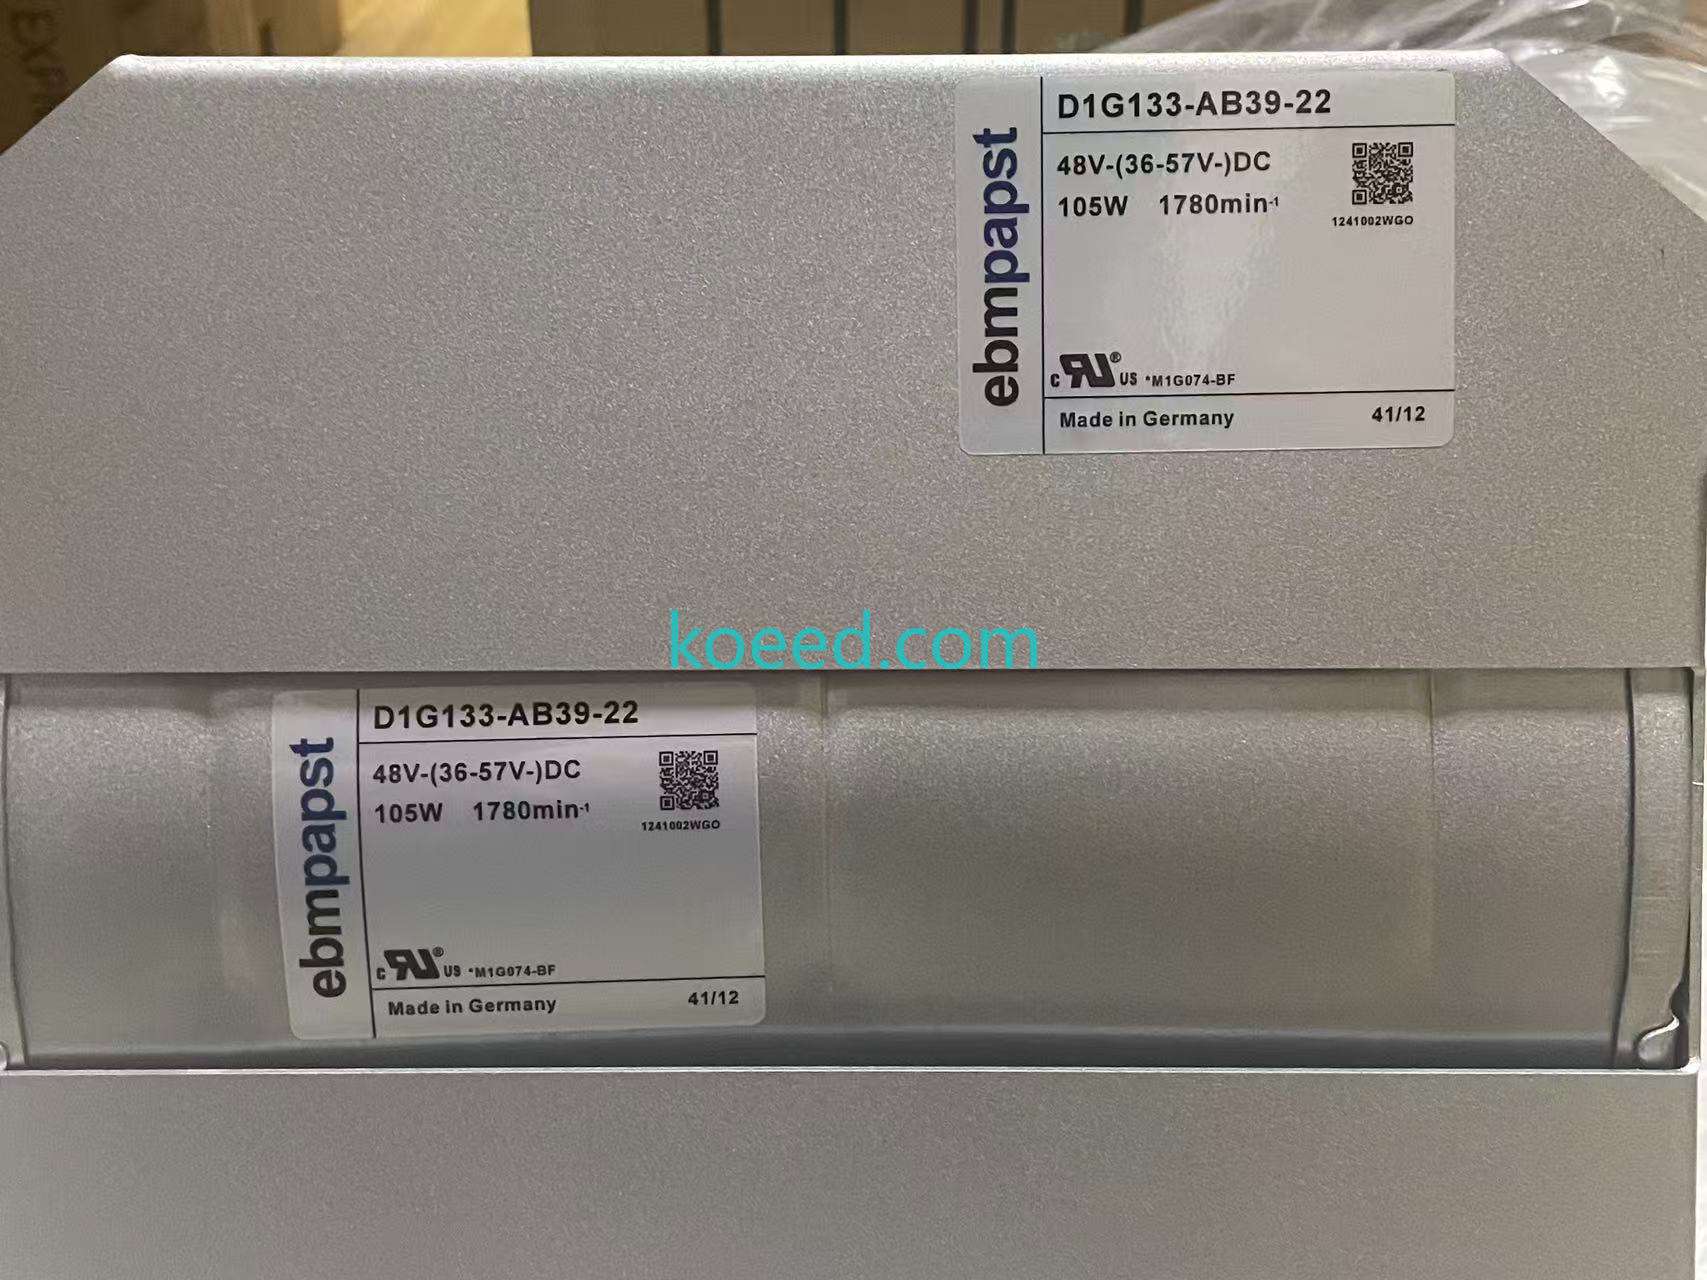 ebmpapst
D1G133-AB39-22
48V-(36-57V-)DC
105W 1780min-1
1241002WGO
c RU® US *M1G074-BF
Made in Germany 41/12
koeed.com
ebmpapst
D1G133-AB39-22
48V-(36-57V-)DC
105W 1780min-1
1241002WGO
c RU® US *M1G074-BF
Made in Germany 41/12